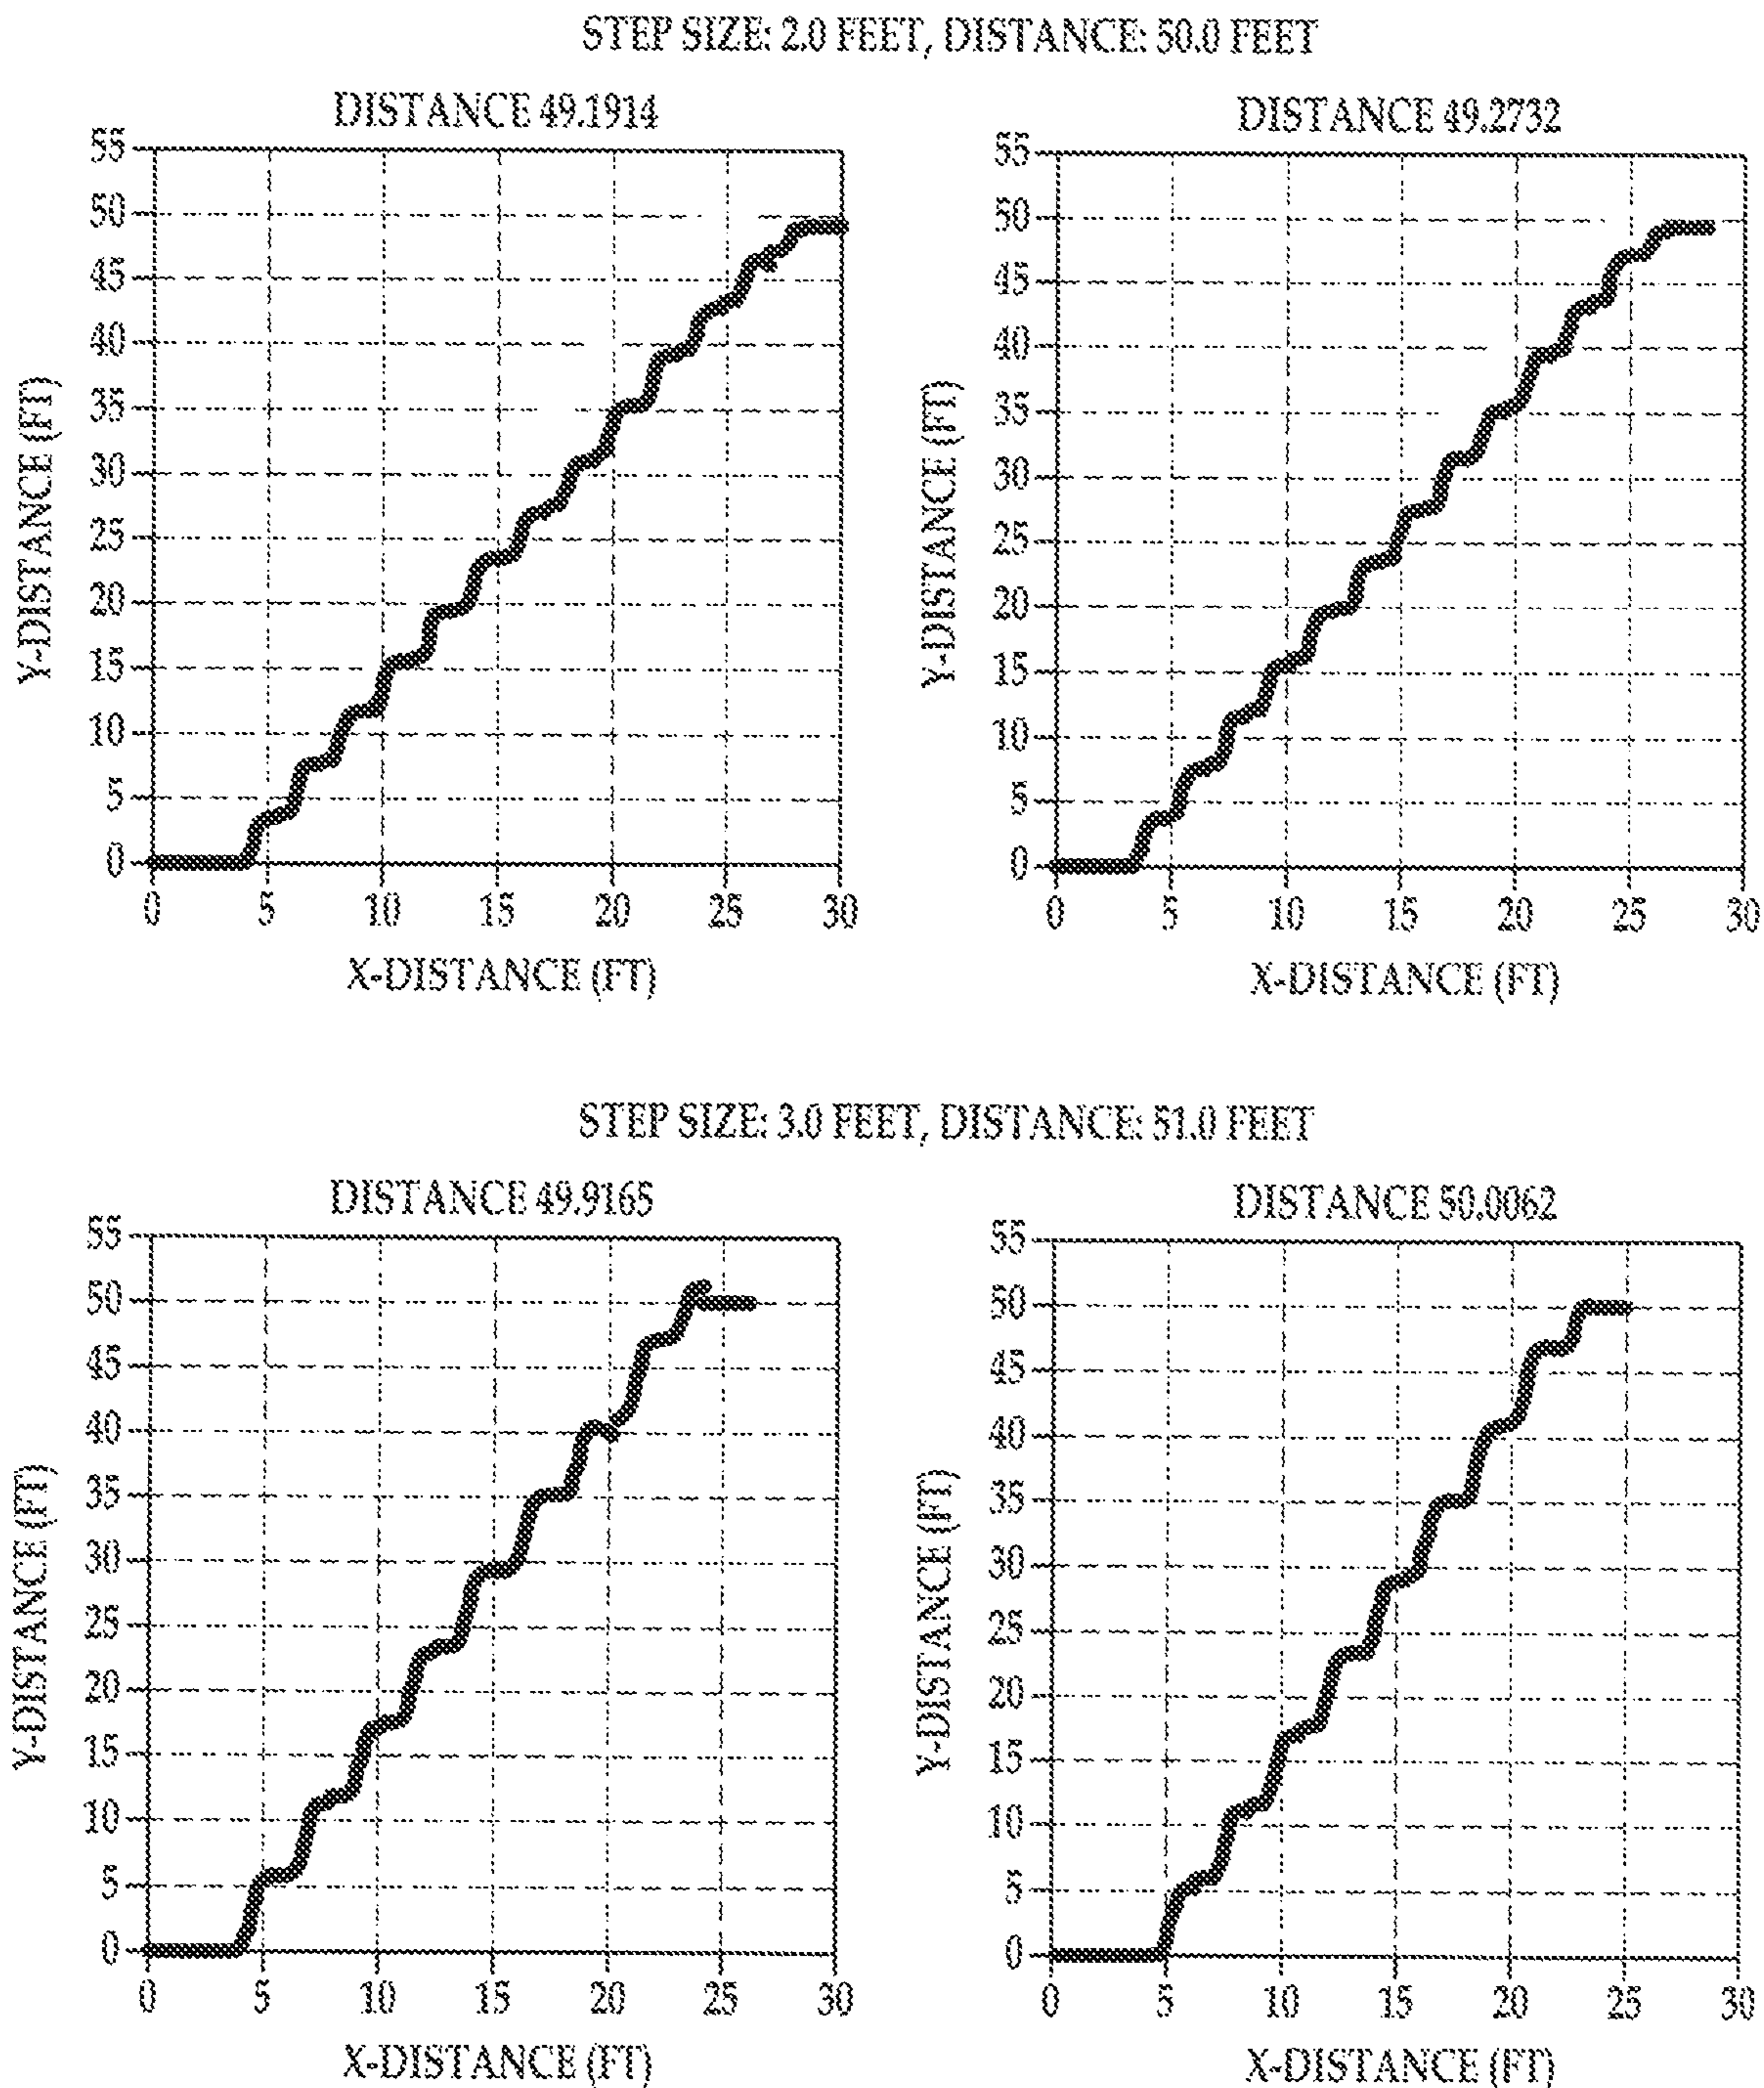 STEP SIZE: 2.0 FEET, DISTANCE: 50.0 FEET
DISTANCE 49.1914
55
50
45
40
35
30
25
20
15
10
5
0
Y-DISTANCE (FT)
0 5 10 15 20 25 30
X-DISTANCE (FT)
DISTANCE 49.2732
55
50
45
40
35
30
25
20
15
10
5
0
Y-DISTANCE (FT)
0 5 10 15 20 25 30
X-DISTANCE (FT)
STEP SIZE: 3.0 FEET, DISTANCE: 51.0 FEET
DISTANCE 49.9165
55
50
45
40
35
30
25
20
15
10
5
0
Y-DISTANCE (FT)
0 5 10 15 20 25 30
X-DISTANCE (FT)
DISTANCE 50.0062
55
50
45
40
35
30
25
20
15
10
5
0
Y-DISTANCE (FT)
0 5 10 15 20 25 30
X-DISTANCE (FT)